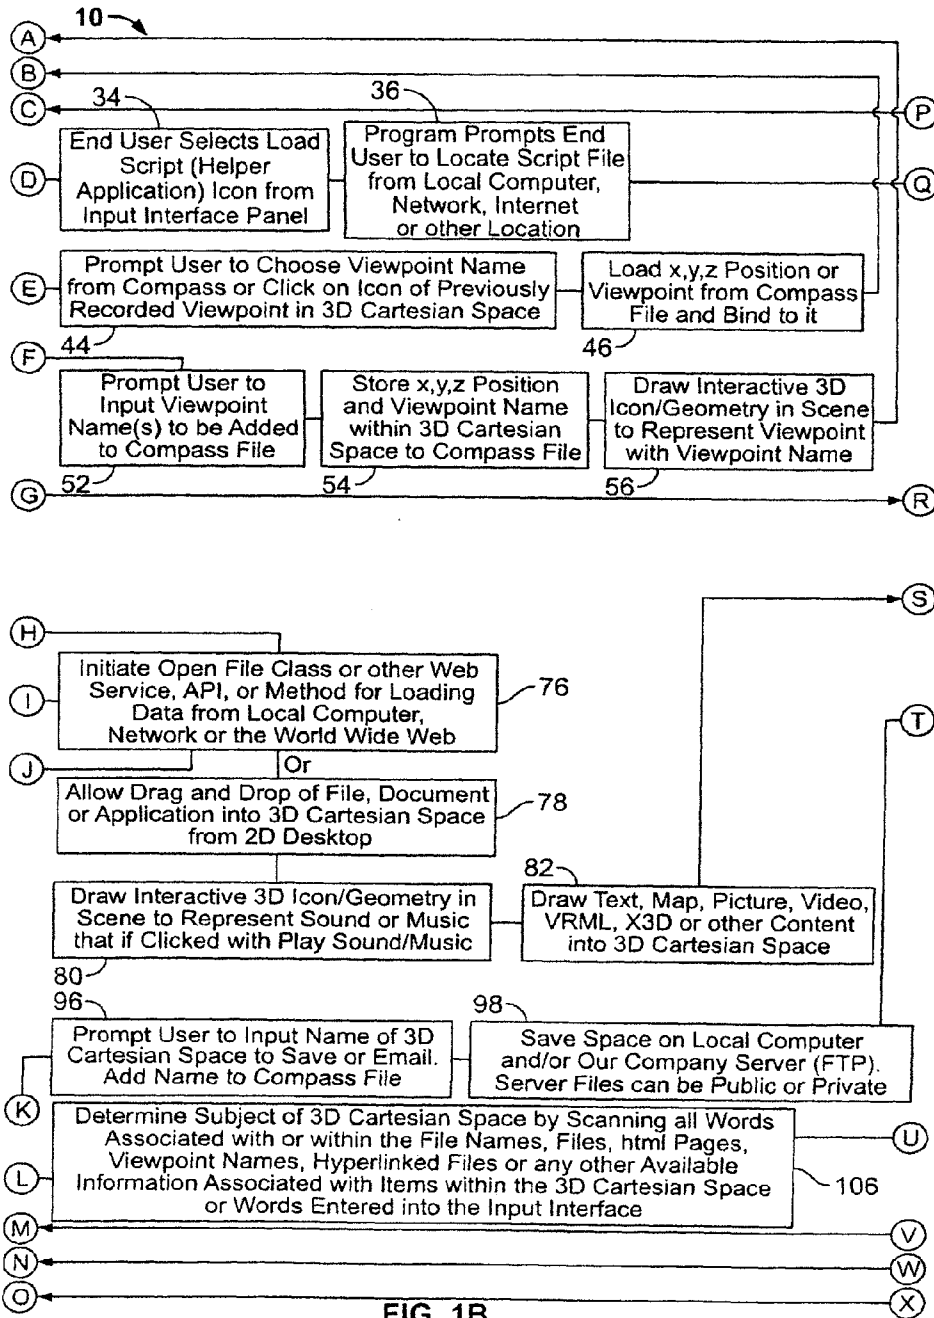 10
A
B
C
P
34
36
D
End User Selects Load
Script (Helper
Application) Icon from
Input Interface Panel
Program Prompts End
User to Locate Script File
from Local Computer,
Network, Internet
or other Location
Q
E
Prompt User to Choose Viewpoint Name
from Compass or Click on Icon of Previously
Recorded Viewpoint in 3D Cartesian Space
44
Load x,y,z Position or
Viewpoint from Compass
File and Bind to it
46
F
Prompt User to
Input Viewpoint
Name(s) to be Added
to Compass File
52
Store x,y,z Position
and Viewpoint Name
within 3D Cartesian
Space to Compass File
54
Draw Interactive 3D
Icon/Geometry in Scene
to Represent Viewpoint
with Viewpoint Name
56
G
R
S
H
I
Initiate Open File Class or other Web
Service, API, or Method for Loading
Data from Local Computer,
Network or the World Wide Web
76
T
J
Or
Allow Drag and Drop of File, Document
or Application into 3D Cartesian Space
from 2D Desktop
78
Draw Interactive 3D Icon/Geometry in
Scene to Represent Sound or Music
that if Clicked with Play Sound/Music
80
82
Draw Text, Map, Picture, Video,
VRML, X3D or other Content
into 3D Cartesian Space
96
Prompt User to Input Name of 3D
Cartesian Space to Save or Email.
Add Name to Compass File
98
Save Space on Local Computer
and/or Our Company Server (FTP).
Server Files can be Public or Private
K
L
Determine Subject of 3D Cartesian Space by Scanning all Words
Associated with or within the File Names, Files, html Pages,
Viewpoint Names, Hyperlinked Files or any other Available
Information Associated with Items within the 3D Cartesian Space
or Words Entered into the Input Interface
U
106
M
V
N
W
O
X
FIG. 1B